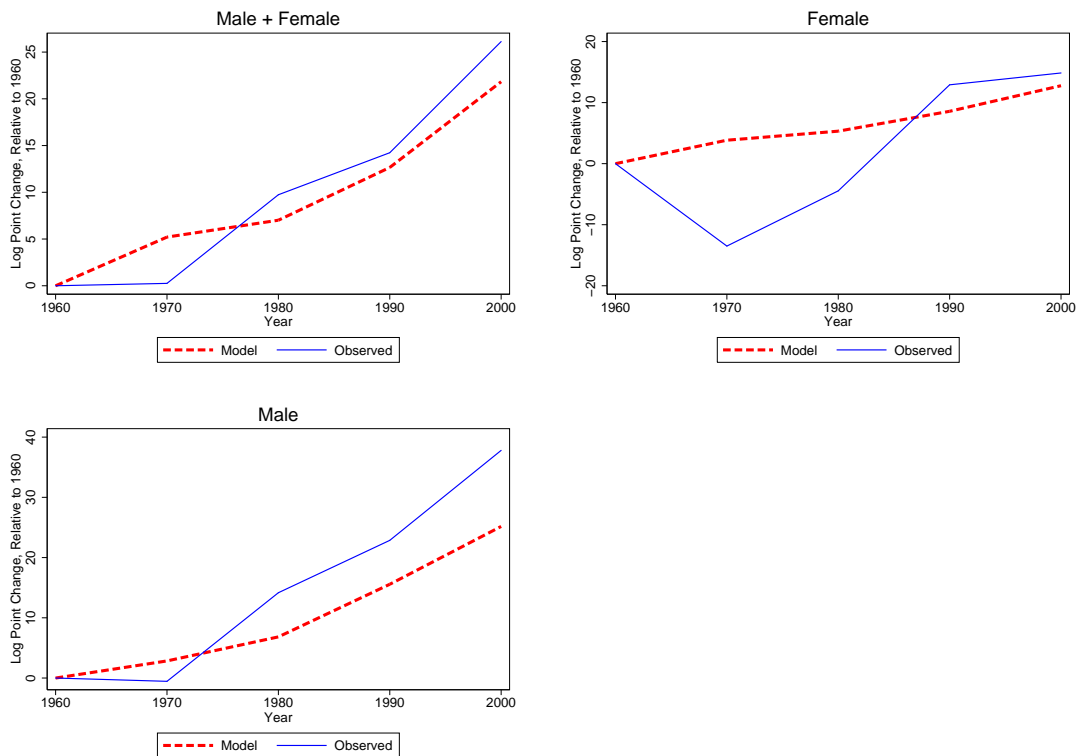 Male + Female
Log Point Change, Relative to 1960
25
20
15
10
5
0
1960 1970 1980 1990 2000
Year
Model Observed
Female
Log Point Change, Relative to 1960
20
10
0
−10
−20
1960 1970 1980 1990 2000
Year
Model Observed
Male
Log Point Change, Relative to 1960
40
30
20
10
0
1960 1970 1980 1990 2000
Year
Model Observed